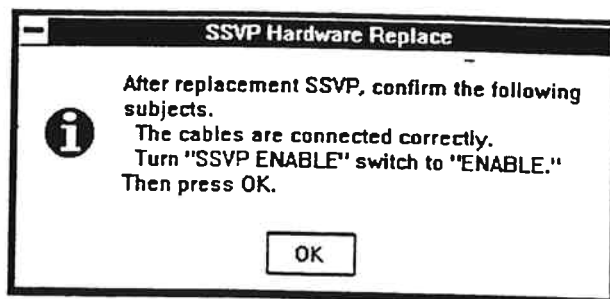 SSVP Hardware Replace
After replacement SSVP, confirm the following
subjects.
The cables are connected correctly.
Turn "SSVP ENABLE" switch to "ENABLE."
Then press OK.
OK